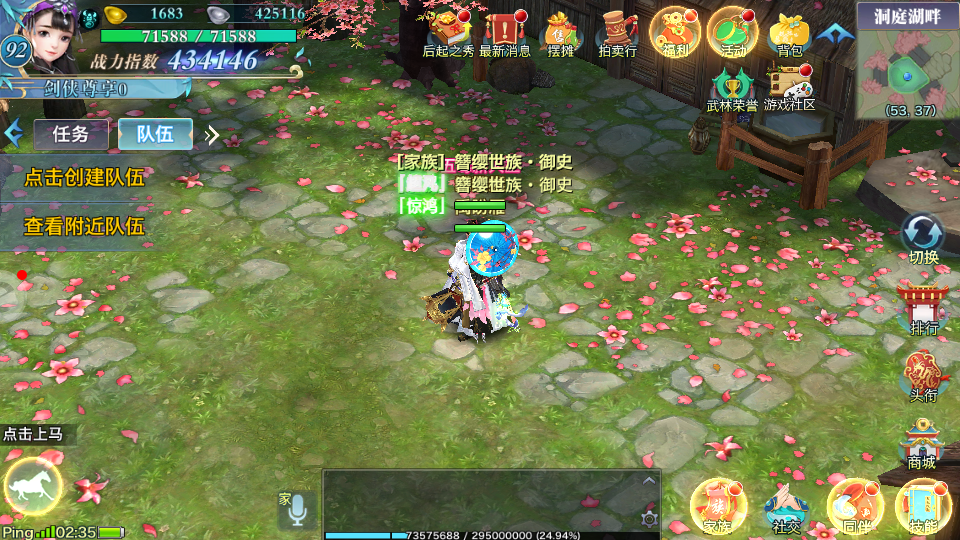 1683
425116
71588 / 71588
92
战力指数 434146
剑侠尊享0
任务
队伍
点击创建队伍
查看附近队伍
后起之秀
最新消息
摆摊
拍卖行
福利
活动
背包
武林荣誉
游戏社区
洞庭湖畔
(53, 37)
[家族] 簪缨世族·御史
簪缨世族·御史
「惊鸿」
切换
排行
头衔
商城
点击上马
家
家族
社交
同伴
技能
Ping
02:35
73575688 / 295000000 (24.94%)